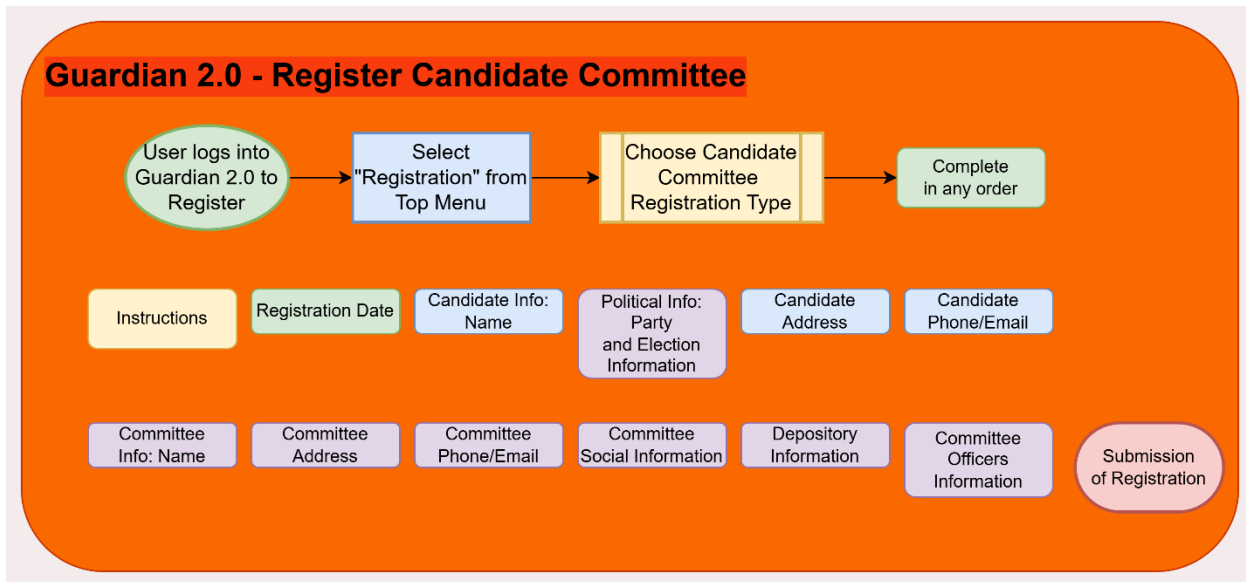 Guardian 2.0 - Register Candidate Committee
User logs into
Guardian 2.0 to
Register
Select
"Registration" from
Top Menu
Choose Candidate
Committee
Registration Type
Complete
in any order
Instructions
Registration Date
Candidate Info:
Name
Political Info:
Party
and Election
Information
Candidate
Address
Candidate
Phone/Email
Committee
Info: Name
Committee
Address
Committee
Phone/Email
Committee
Social Information
Depository
Information
Committee
Officers
Information
Submission
of Registration